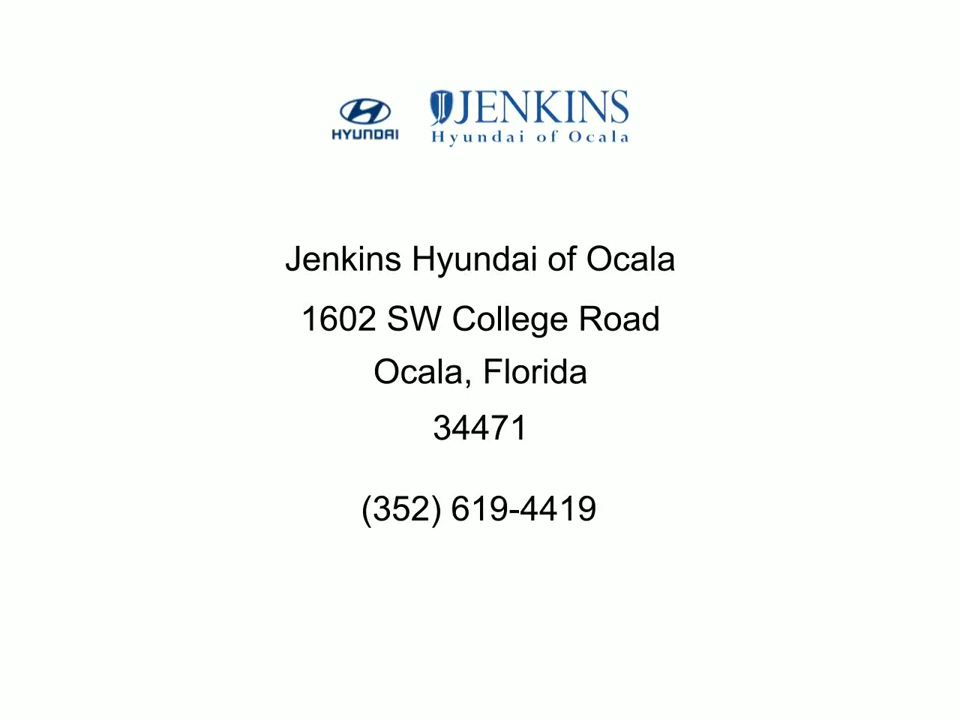 HYUNDAI
JENKINS
Hyundai of Ocala
Jenkins Hyundai of Ocala
1602 SW College Road
Ocala, Florida
34471
(352) 619-4419